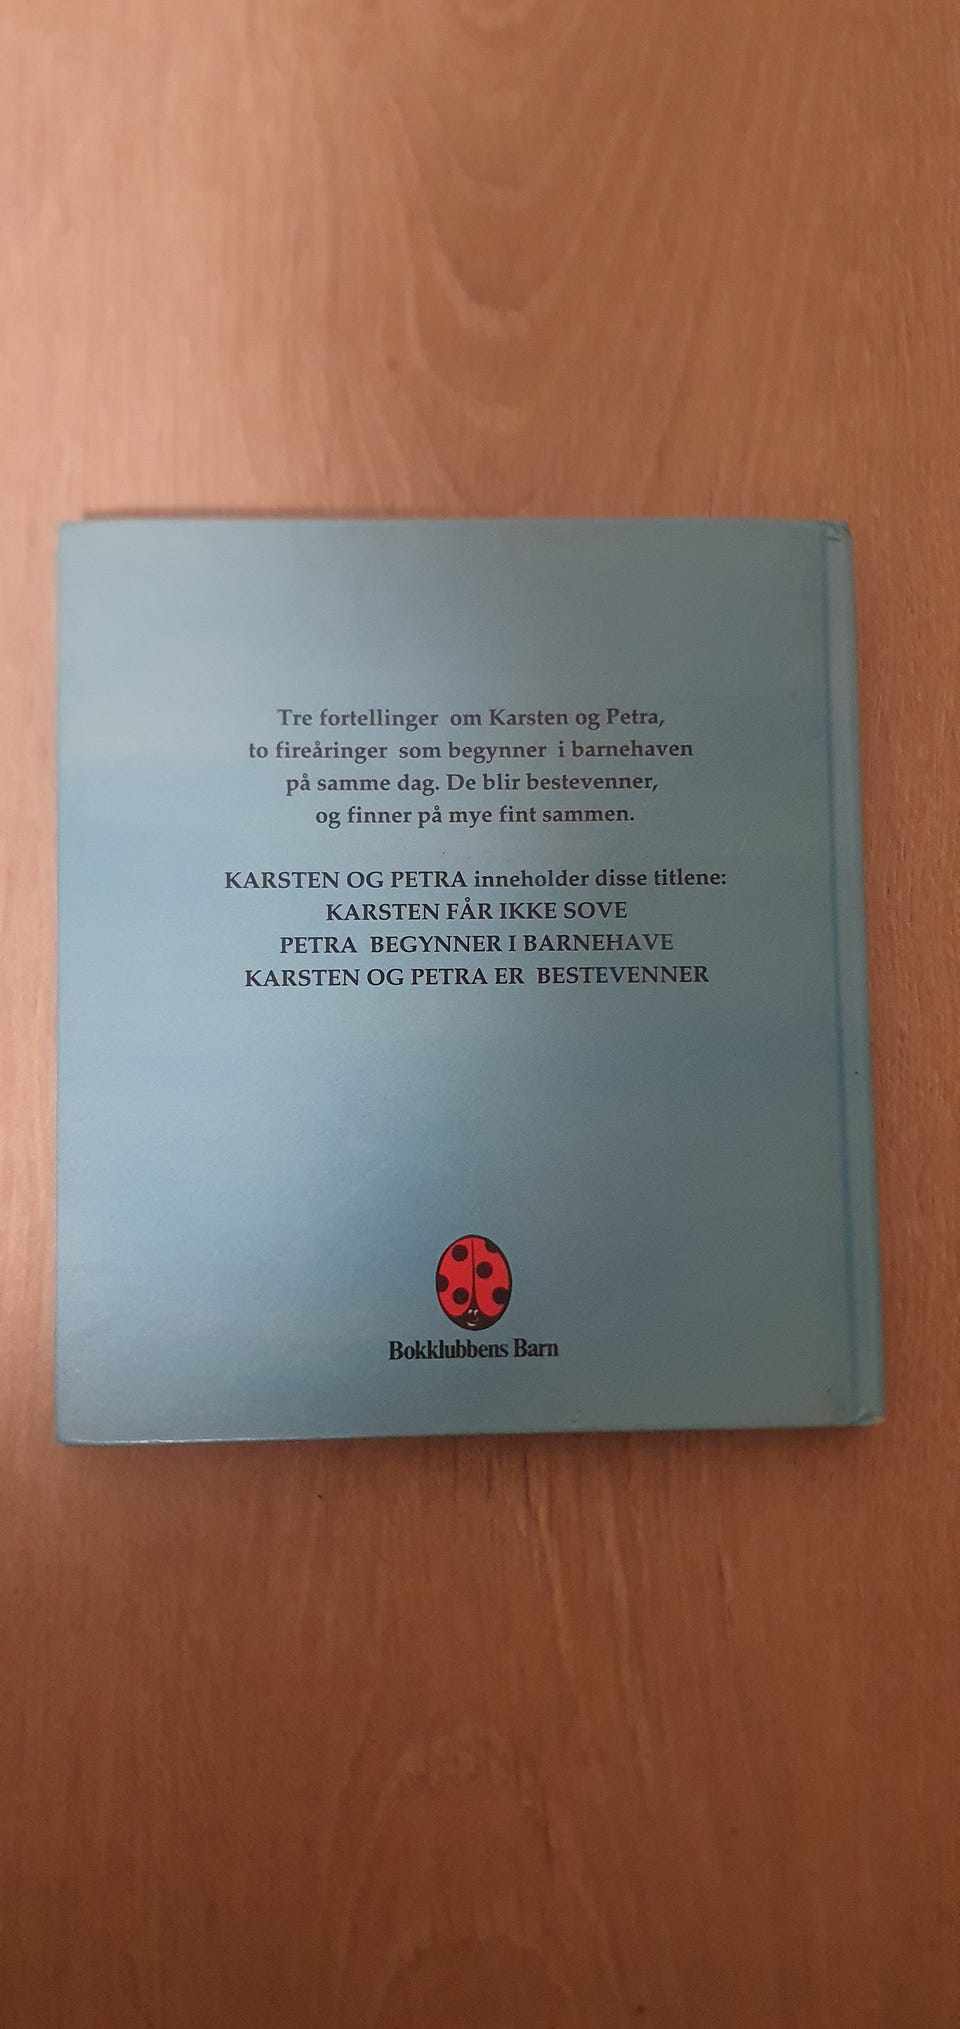 Tre fortellinger om Karsten og Petra,
to fireåringer som begynner i barnehaven
på samme dag. De blir bestevenner,
og finner på mye fint sammen.
KARSTEN OG PETRA inneholder disse titlene:
KARSTEN FÅR IKKE SOVE
PETRA BEGYNNER I BARNEHAVE
KARSTEN OG PETRA ER BESTEVENNER
Bokklubbens Barn